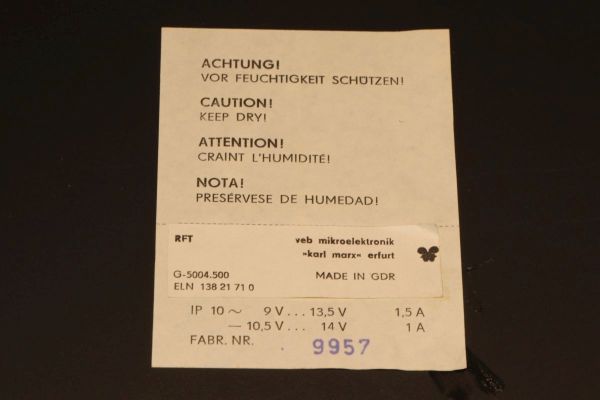 ACHTUNG!
VOR FEUCHTIGKEIT SCHÜTZEN!
CAUTION!
KEEP DRY!
ATTENTION!
CRAINT L'HUMIDITÉ!
NOTA!
PRESÉRVESE DE HUMEDAD!
RFT veb mikroelektronik
»karl marx« erfurt
G-5004.500 MADE IN GDR
ELN 138 21 71 0
IP 10 ∼ 9 V... 13,5 V 1,5 A
— 10,5 V... 14 V 1 A
FABR. NR. 9957